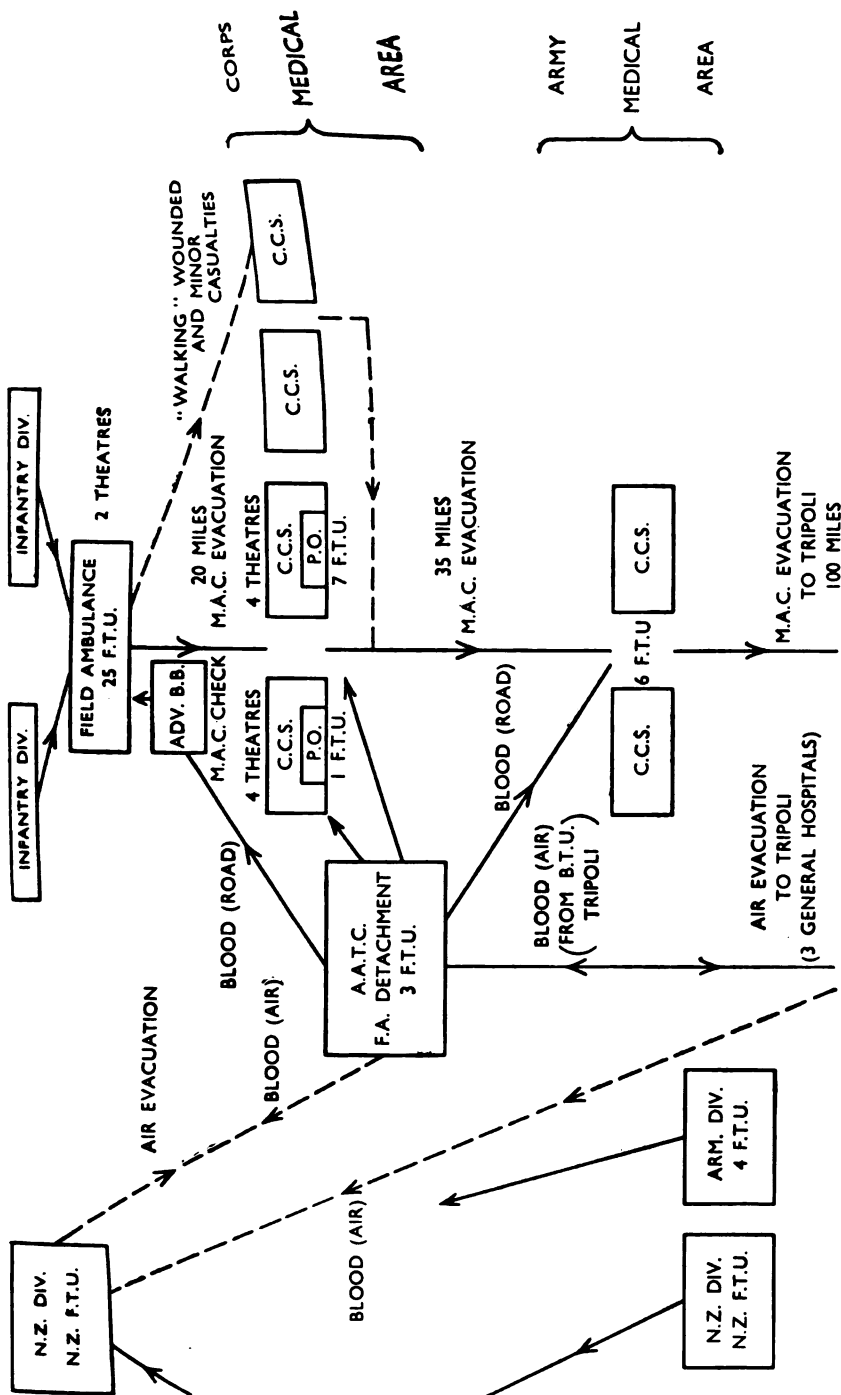 INFANTRY DIV.
INFANTRY DIV.
FIELD AMBULANCE
25 F.T.U.
2 THEATRES
ADV. B.B.
"WALKING" WOUNDED
AND MINOR
CASUALTIES
M.A.C. CHECK
20 MILES
M.A.C. EVACUATION
4 THEATRES
C.C.S.
P.O.
1 F.T.U.
4 THEATRES
C.C.S.
P.O.
7 F.T.U.
C.C.S.
C.C.S.
CORPS
MEDICAL
AREA
N.Z. DIV.
N.Z. F.T.U.
AIR EVACUATION
BLOOD (AIR)
BLOOD (ROAD)
A.A.T.C.
F.A. DETACHMENT
3 F.T.U.
35 MILES
M.A.C. EVACUATION
BLOOD (ROAD)
BLOOD (AIR)
BLOOD (AIR)
(FROM B.T.U.)
TRIPOLI
C.C.S.
6 F.T.U
C.C.S.
ARMY
MEDICAL
AREA
N.Z. DIV.
N.Z. F.T.U.
ARM. DIV.
4 F.T.U.
AIR EVACUATION
TO TRIPOLI
(3 GENERAL HOSPITALS)
M.A.C. EVACUATION
TO TRIPOLI
100 MILES